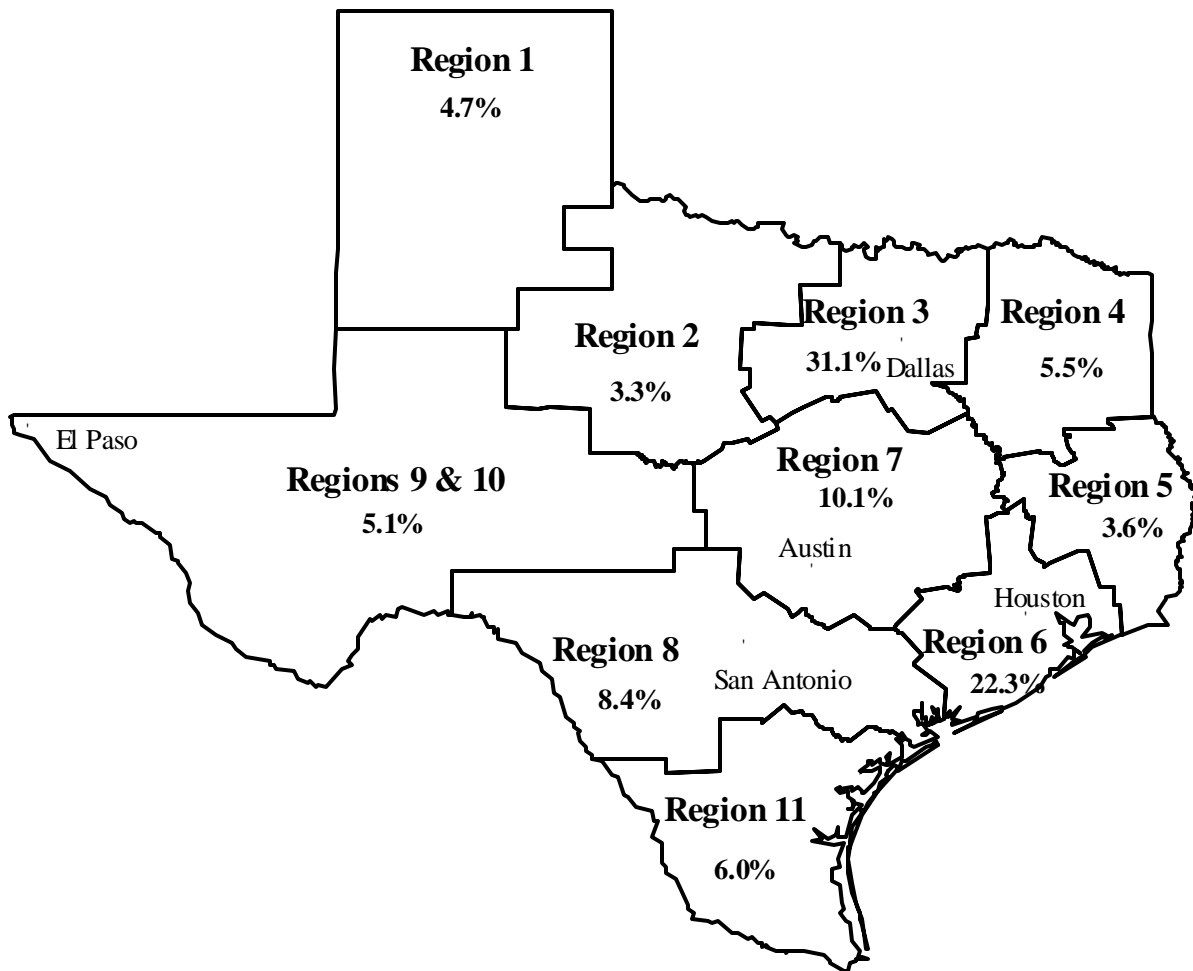 Region 1
4.7%
Region 2
3.3%
Region 3
31.1%
Dallas
Region 4
5.5%
El Paso
Regions 9 & 10
5.1%
Region 7
10.1%
Austin
Region 5
3.6%
Houston
Region 6
22.3%
Region 8
8.4%
San Antonio
Region 11
6.0%